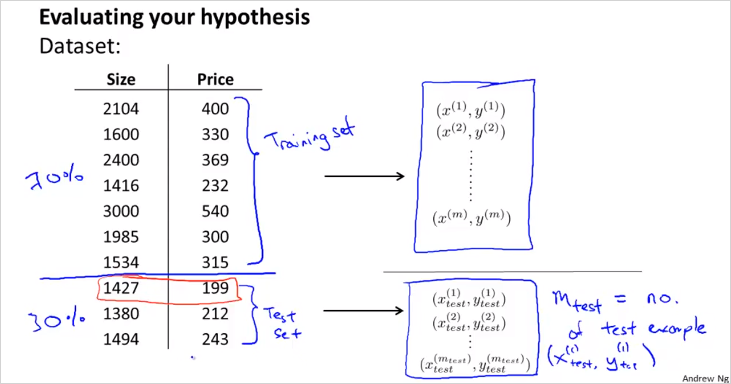 Evaluating your hypothesis
Dataset:
Size Price
2104 400
1600 330
2400 369
1416 232
3000 540
1985 300
1534 315
1427 199
1380 212
1494 243
70%
30%
Training set
Test
set
(x^{(1)}, y^{(1)})
(x^{(2)}, y^{(2)})
⋮
(x^{(m)}, y^{(m)})
(x_{test}^{(1)}, y_{test}^{(1)})
(x_{test}^{(2)}, y_{test}^{(2)})
⋮
(x_{test}^{(m_{test})}, y_{test}^{(m_{test})})
m_{test} = no.
of test example
(x_{test}^{(1)}, y_{test}^{(1)})
Andrew Ng